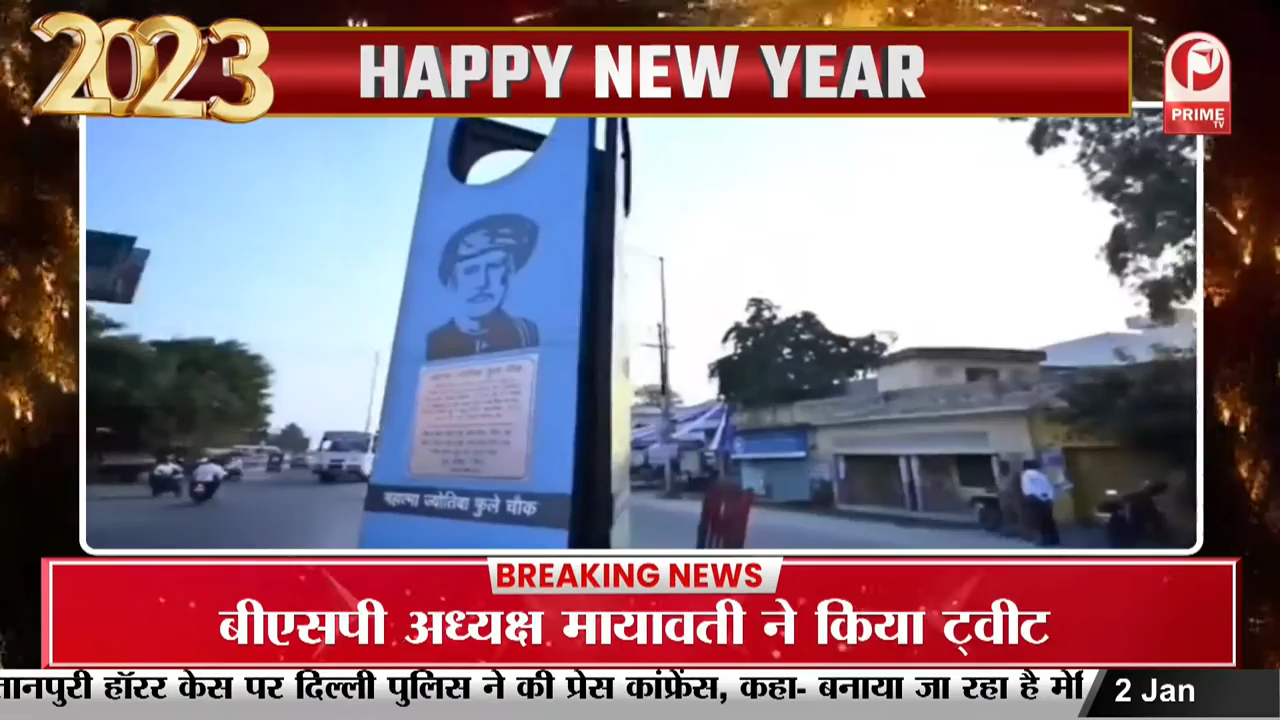 2023
HAPPY NEW YEAR
PRIME
TV
महात्मा ज्योतिबा फुले चौक
BREAKING NEWS
बीएसपी अध्यक्ष मायावती ने किया ट्वीट
तानपुरी हॉरर केस पर दिल्ली पुलिस ने की प्रेस कांफ्रेंस, कहा- बनाया जा रहा है मेि
2 Jan